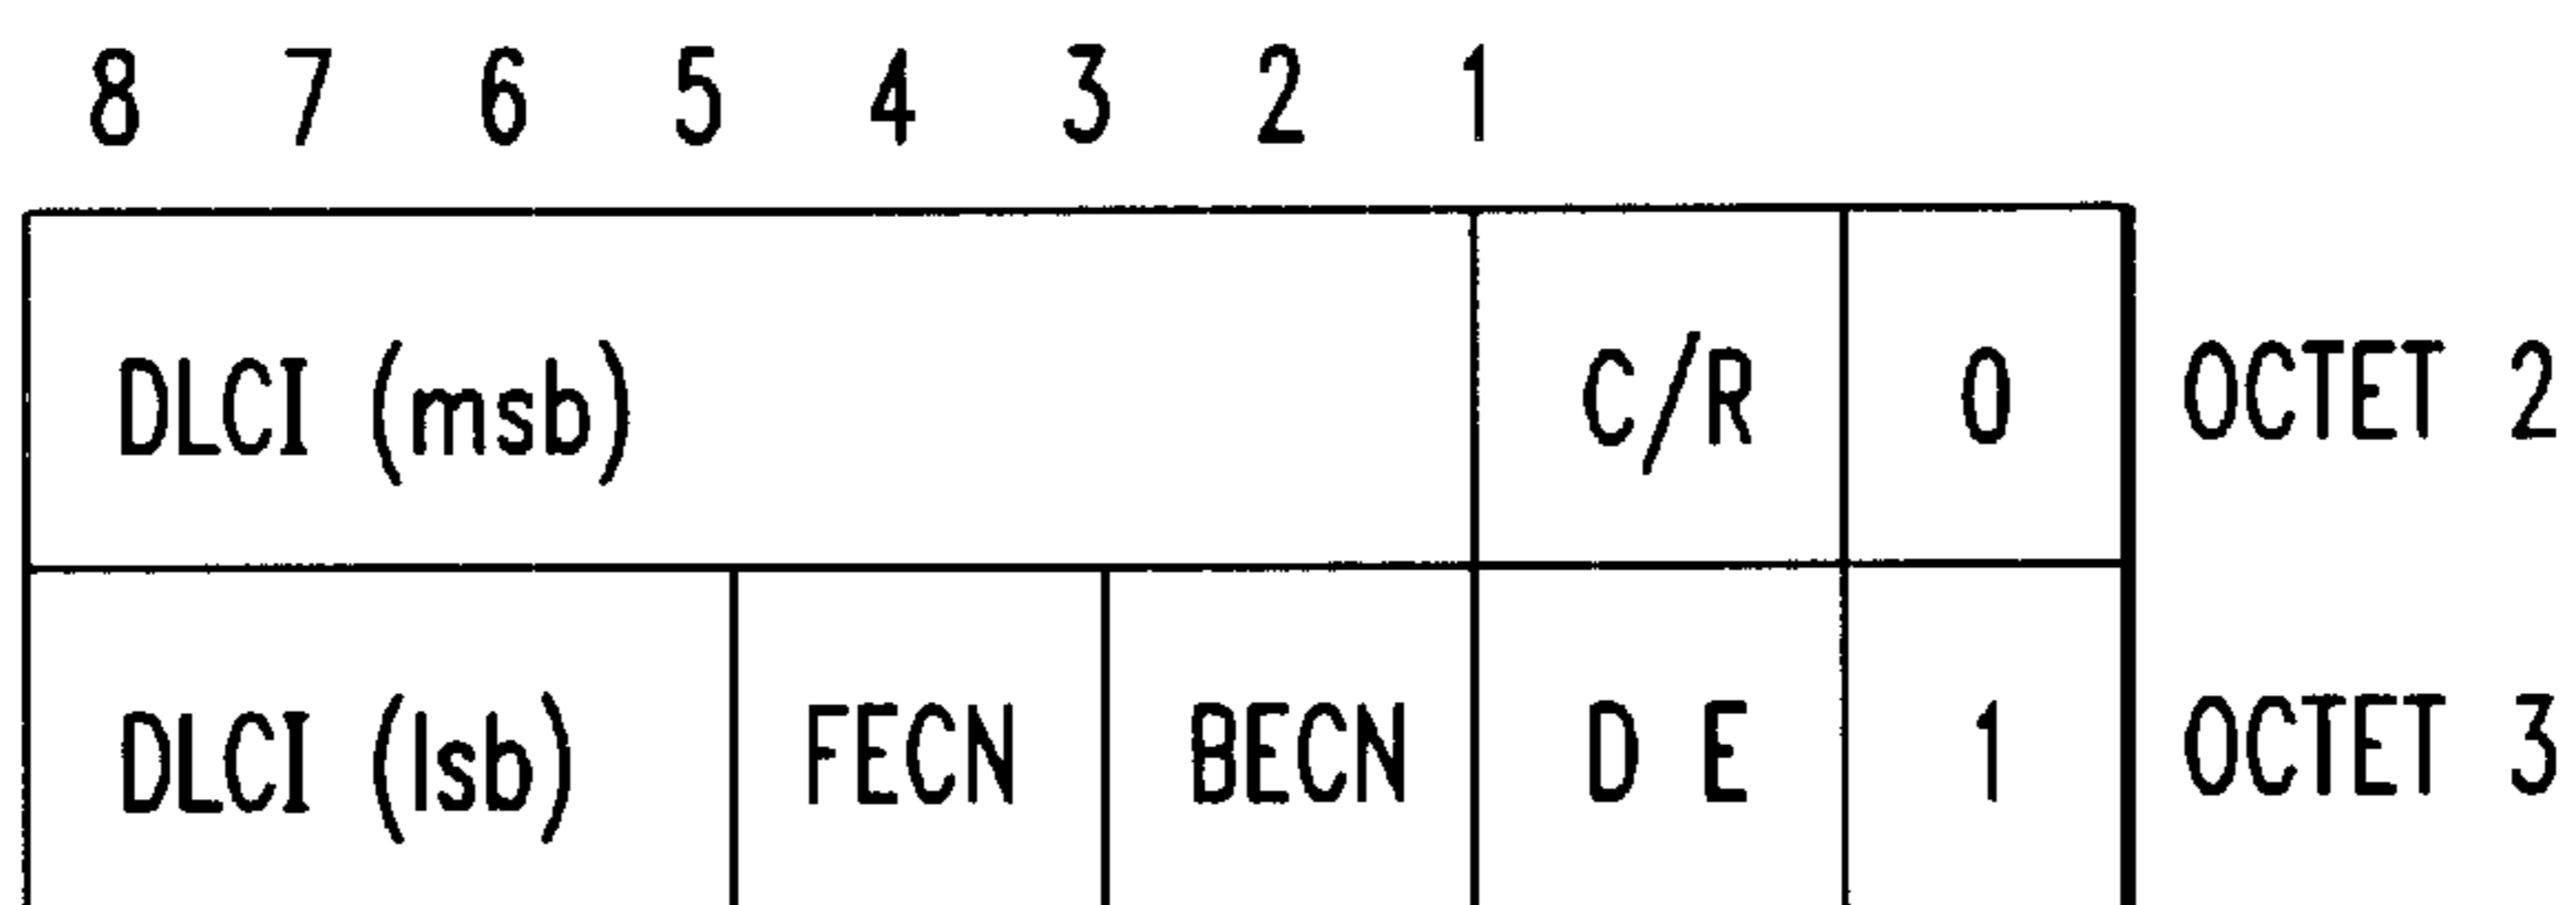 8 7 6 5 4 3 2 1
DLCI (msb) C/R 0 OCTET 2
DLCI (lsb) FECN BECN D E 1 OCTET 3